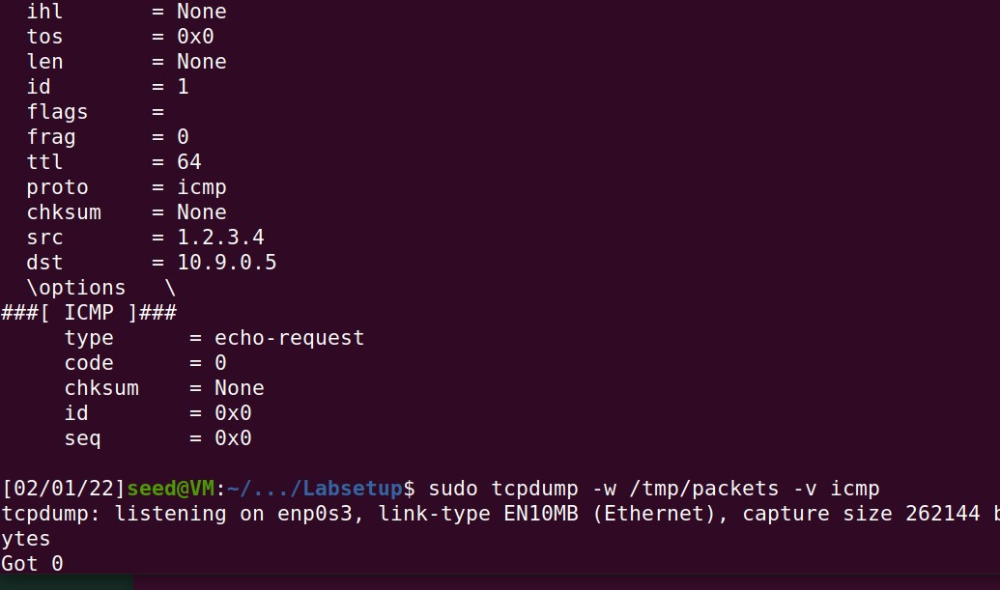 ihl       = None
tos       = 0x0
len       = None
id        = 1
flags     =
frag      = 0
ttl       = 64
proto     = icmp
chksum    = None
src       = 1.2.3.4
dst       = 10.9.0.5
\options   \
###[ ICMP ]###
type      = echo-request
code      = 0
chksum    = None
id        = 0x0
seq       = 0x0
[02/01/22]seed@VM:~/.../Labsetup$ sudo tcpdump -w /tmp/packets -v icmp
tcpdump: listening on enp0s3, link-type EN10MB (Ethernet), capture size 262144 b
ytes
Got 0